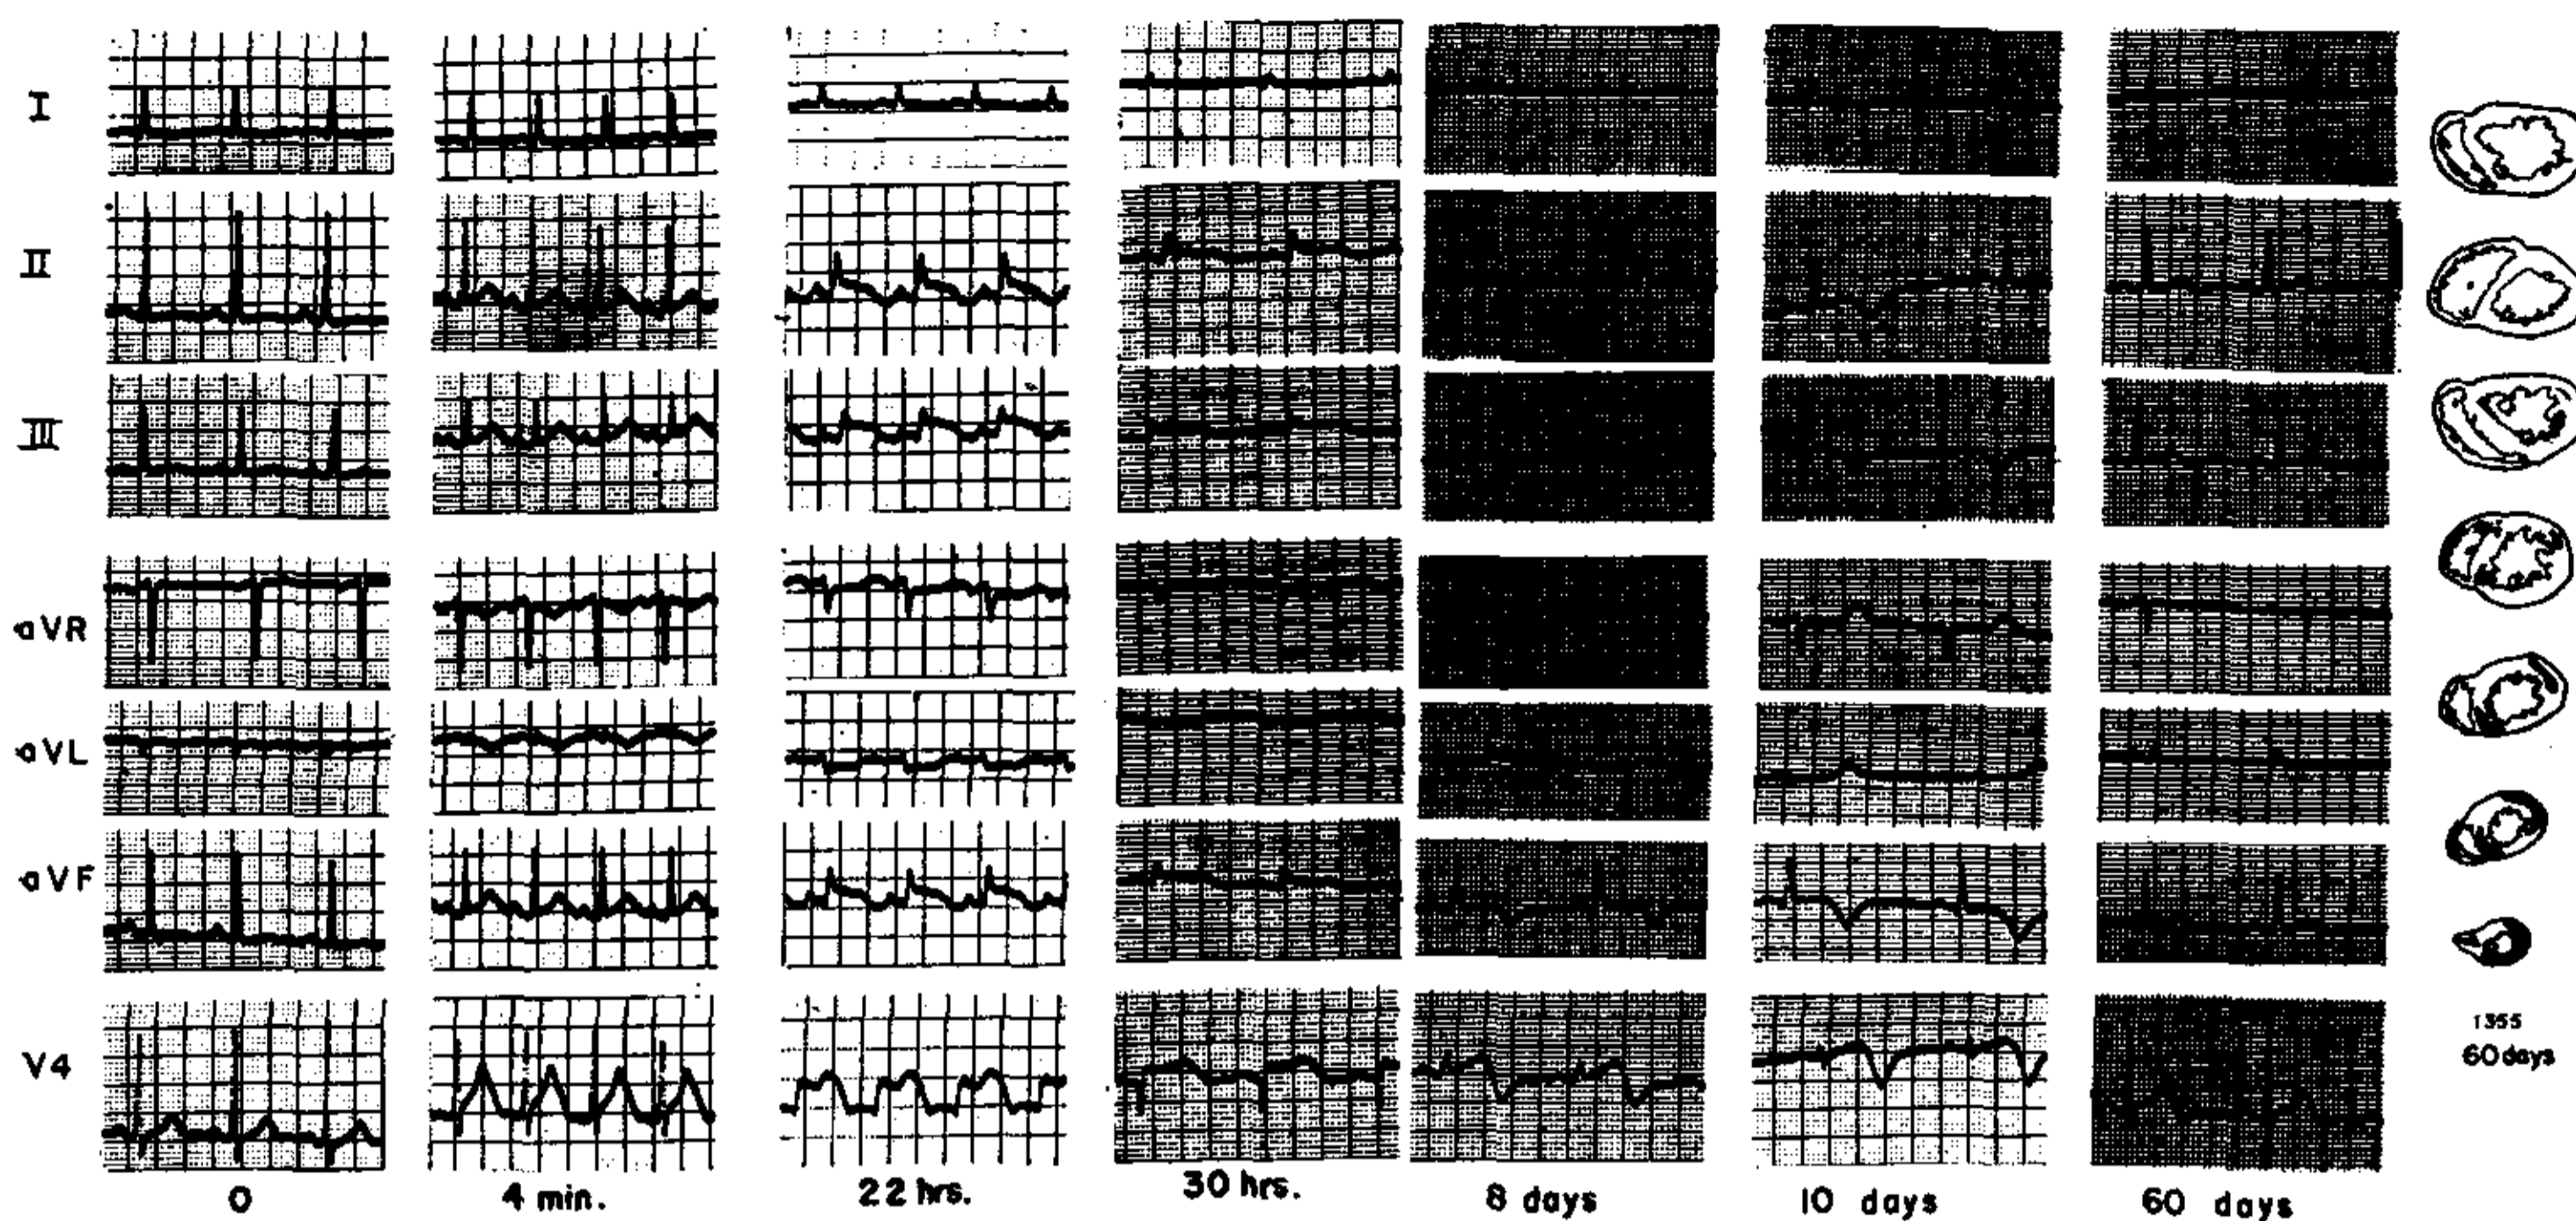 I
II
III
aVR
aVL
aVF
V4
0
4 min.
22 hrs.
30 hrs.
8 days
10 days
60 days
1355
60 days